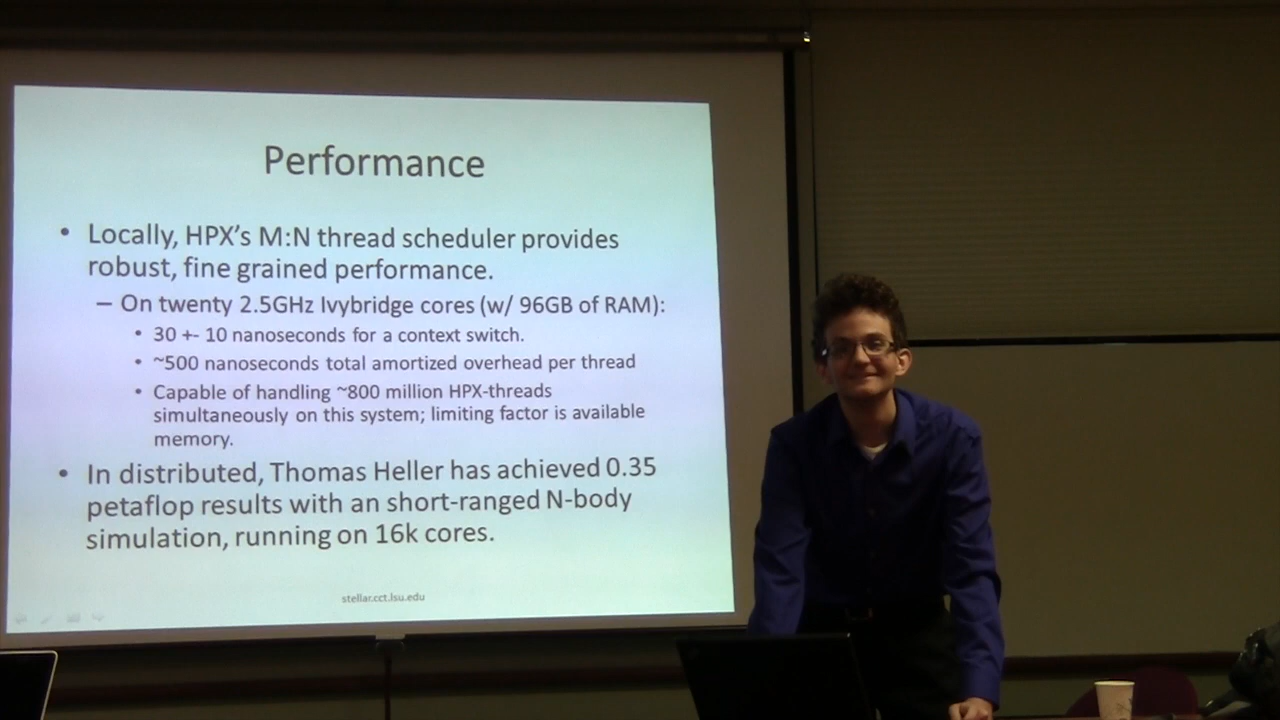 Performance
• Locally, HPX's M:N thread scheduler provides
robust, fine grained performance.
– On twenty 2.5GHz Ivybridge cores (w/ 96GB of RAM):
• 30 +- 10 nanoseconds for a context switch.
• ~500 nanoseconds total amortized overhead per thread
• Capable of handling ~800 million HPX-threads
simultaneously on this system; limiting factor is available
memory.
• In distributed, Thomas Heller has achieved 0.35
petaflop results with an short-ranged N-body
simulation, running on 16k cores.
stellar.cct.lsu.edu